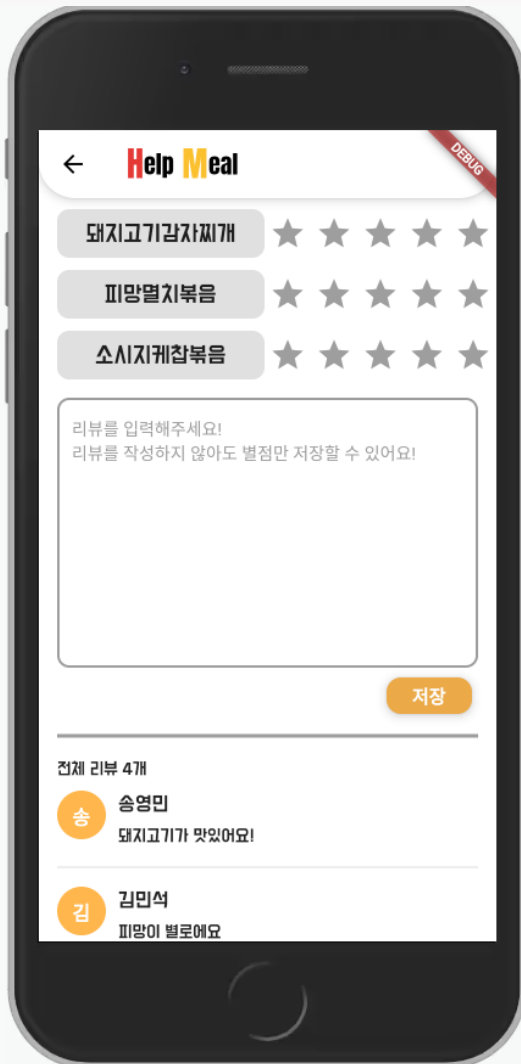 Help Meal
DEBUG
돼지고기감자찌개
피망멸치볶음
소시지케찹볶음
리뷰를 입력해주세요!
리뷰를 작성하지 않아도 별점만 저장할 수 있어요!
저장
전체 리뷰 4개
송
송영민
돼지고기가 맛있어요!
김
김민석
피망이 별로에요